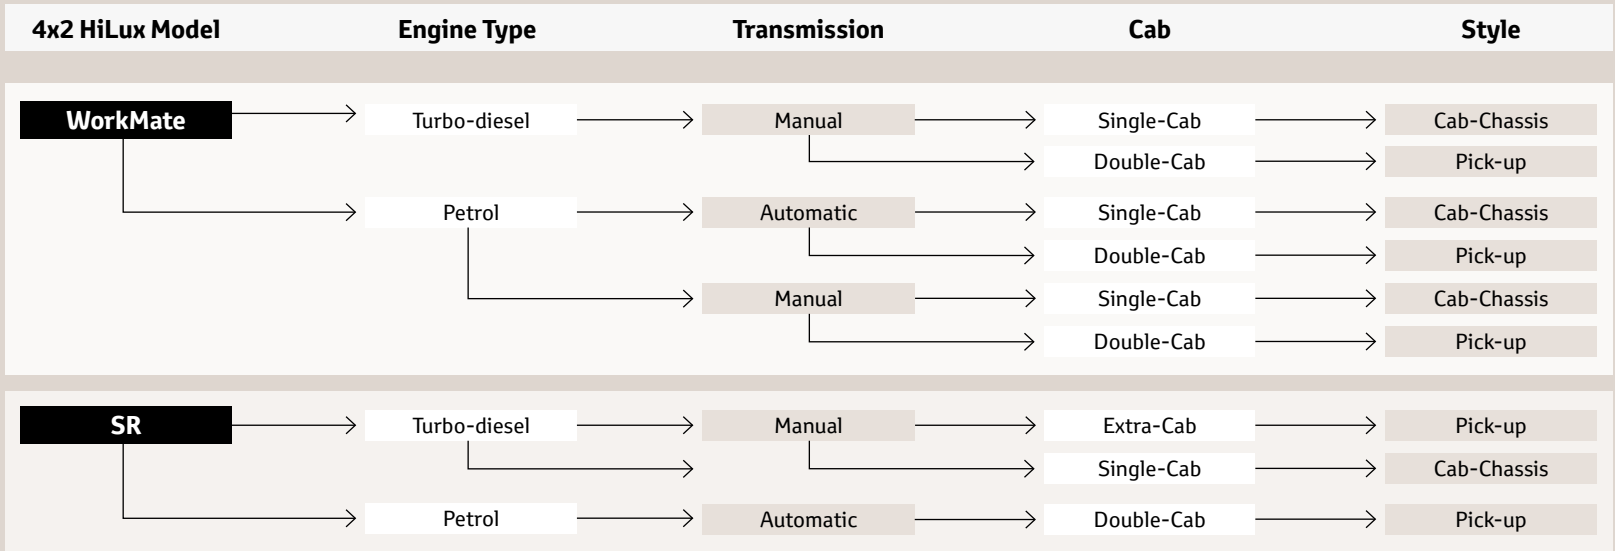 4x2 HiLux Model Engine Type Transmission Cab Style
WorkMate Turbo-diesel Manual Single-Cab Cab-Chassis
Double-Cab Pick-up
Petrol Automatic Single-Cab Cab-Chassis
Double-Cab Pick-up
Manual Single-Cab Cab-Chassis
Double-Cab Pick-up
SR Turbo-diesel Manual Extra-Cab Pick-up
Single-Cab Cab-Chassis
Petrol Automatic Double-Cab Pick-up